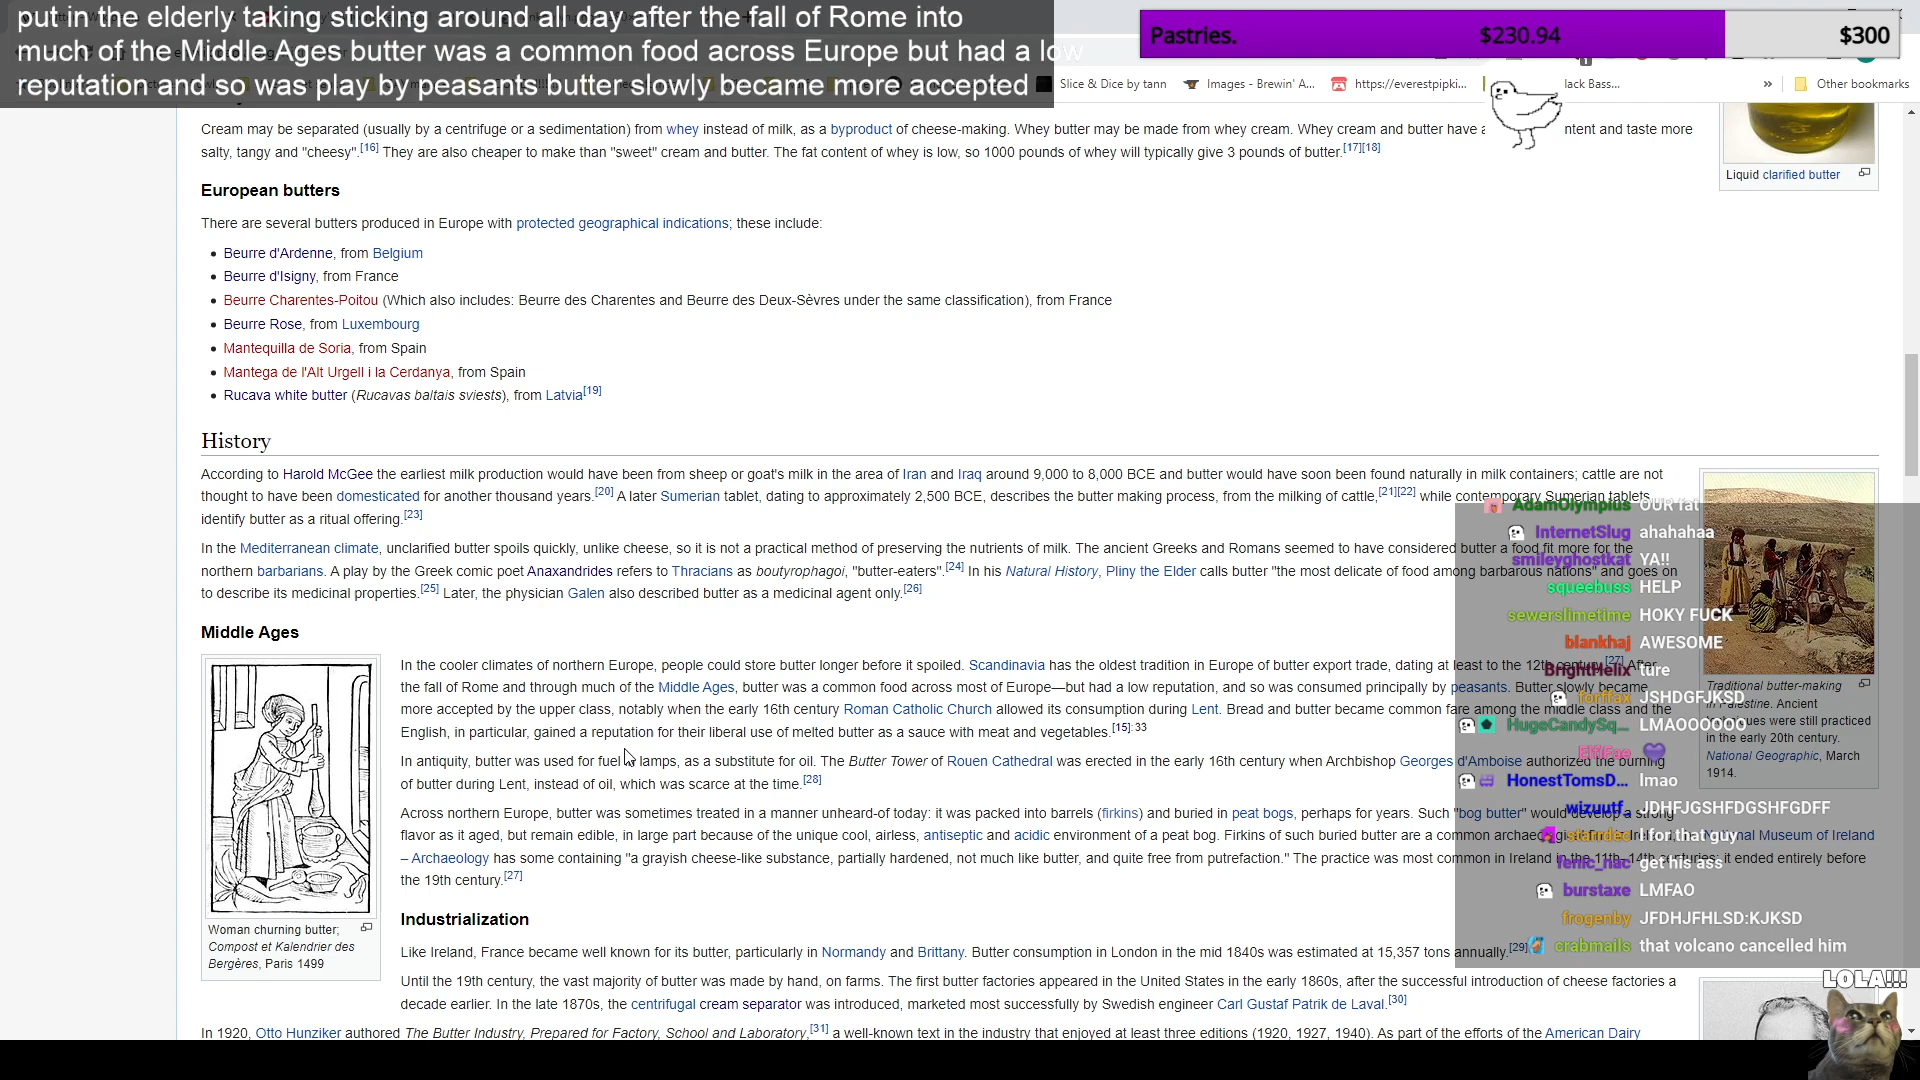 put in the elderly taking sticking around all day after the fall of Rome into
much of the Middle Ages butter was a common food across Europe but had a low
reputation and so was play by peasants butter slowly became more accepted
Pastries. $230.94 $300
Slice & Dice by tann Images - Brewin' A... https://everestpipki... lack Bass... » Other bookmarks
Cream may be separated (usually by a centrifuge or a sedimentation) from whey instead of milk, as a byproduct of cheese-making. Whey butter may be made from whey cream. Whey cream and butter have a ntent and taste more
salty, tangy and "cheesy".[16] They are also cheaper to make than "sweet" cream and butter. The fat content of whey is low, so 1000 pounds of whey will typically give 3 pounds of butter.[17][18]
Liquid clarified butter
European butters
There are several butters produced in Europe with protected geographical indications; these include:
Beurre d'Ardenne, from Belgium
Beurre d'Isigny, from France
Beurre Charentes-Poitou (Which also includes: Beurre des Charentes and Beurre des Deux-Sèvres under the same classification), from France
Beurre Rose, from Luxembourg
Mantequilla de Soria, from Spain
Mantega de l'Alt Urgell i la Cerdanya, from Spain
Rucava white butter (Rucavas baltais sviests), from Latvia[19]
History
According to Harold McGee the earliest milk production would have been from sheep or goat's milk in the area of Iran and Iraq around 9,000 to 8,000 BCE and butter would have soon been found naturally in milk containers; cattle are not
thought to have been domesticated for another thousand years.[20] A later Sumerian tablet, dating to approximately 2,500 BCE, describes the butter making process, from the milking of cattle,[21][22] while contemporary Sumerian tablets
identify butter as a ritual offering.[23]
In the Mediterranean climate, unclarified butter spoils quickly, unlike cheese, so it is not a practical method of preserving the nutrients of milk. The ancient Greeks and Romans seemed to have considered butter a food fit more for the
northern barbarians. A play by the Greek comic poet Anaxandrides refers to Thracians as boutyrophagoi, "butter-eaters".[24] In his Natural History, Pliny the Elder calls butter "the most delicate of food among barbarous nations" and goes on
to describe its medicinal properties.[25] Later, the physician Galen also described butter as a medicinal agent only.[26]
Middle Ages
In the cooler climates of northern Europe, people could store butter longer before it spoiled. Scandinavia has the oldest tradition in Europe of butter export trade, dating at least to the 12th century.[27] After
the fall of Rome and through much of the Middle Ages, butter was a common food across most of Europe—but had a low reputation, and so was consumed principally by peasants. Butter slowly became
more accepted by the upper class, notably when the early 16th century Roman Catholic Church allowed its consumption during Lent. Bread and butter became common fare among the middle class and the
English, in particular, gained a reputation for their liberal use of melted butter as a sauce with meat and vegetables.[15]:33
In antiquity, butter was used for fuel in lamps, as a substitute for oil. The Butter Tower of Rouen Cathedral was erected in the early 16th century when Archbishop Georges d'Amboise authorized the burning
of butter during Lent, instead of oil, which was scarce at the time.[28]
Across northern Europe, butter was sometimes treated in a manner unheard-of today: it was packed into barrels (firkins) and buried in peat bogs, perhaps for years. Such "bog butter" would develop a strong
flavor as it aged, but remain edible, in large part because of the unique cool, airless, antiseptic and acidic environment of a peat bog. Firkins of such buried butter are a common archaeological National Museum of Ireland
– Archaeology has some containing "a grayish cheese-like substance, partially hardened, not much like butter, and quite free from putrefaction." The practice was most common in Ireland in the 11th–14th centuries; it ended entirely before
the 19th century.[27]
Woman churning butter;
Compost et Kalendrier des
Bergères, Paris 1499
Industrialization
Like Ireland, France became well known for its butter, particularly in Normandy and Brittany. Butter consumption in London in the mid 1840s was estimated at 15,357 tons annually.[29]
Until the 19th century, the vast majority of butter was made by hand, on farms. The first butter factories appeared in the United States in the early 1860s, after the successful introduction of cheese factories a
decade earlier. In the late 1870s, the centrifugal cream separator was introduced, marketed most successfully by Swedish engineer Carl Gustaf Patrik de Laval.[30]
In 1920, Otto Hunziker authored The Butter Industry, Prepared for Factory, School and Laboratory,[31] a well-known text in the industry that enjoyed at least three editions (1920, 1927, 1940). As part of the efforts of the American Dairy
Traditional butter-making
in Palestine. Ancient
techniques were still practiced
in the early 20th century.
National Geographic, March
1914.
AdamOlympius OUR fat
InternetSlug ahahahaa
smileyghostkat YA!!
squeebuss HELP
sewerslimetime HOKY FUCK
blankhaj AWESOME
BrightHelix ture
forffax JSHDGFJKSD
HugeCandySq... LMAOOOOOO
ElfiFae
HonestTomsD... lmao
wizuutf_ JDHFJGSHFDGSHFGDFF
starrdec I for that guy
fenic_hac get his ass
burstaxe LMFAO
frogenby JFDHJFHLSD:KJKSD
crabmails that volcano cancelled him
LOLA!!!